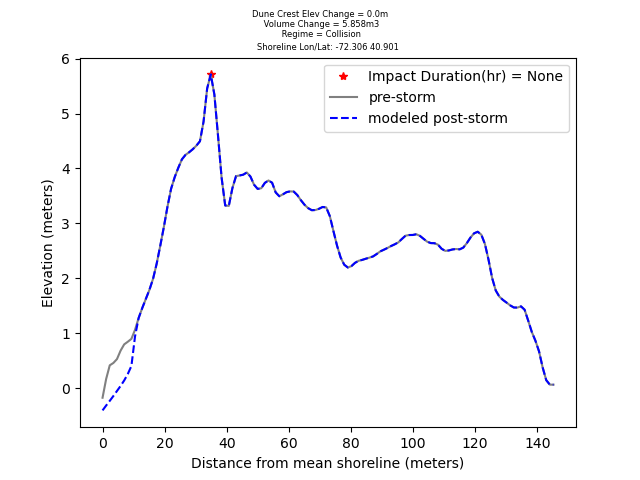 Dune Crest Elev Change = 0.0m
Volume Change = 5.858m3
Regime = Collision
Shoreline Lon/Lat: -72.306 40.901
Impact Duration(hr) = None
pre-storm
modeled post-storm
6
5
4
3
2
1
0
Elevation (meters)
0 20 40 60 80 100 120 140
Distance from mean shoreline (meters)